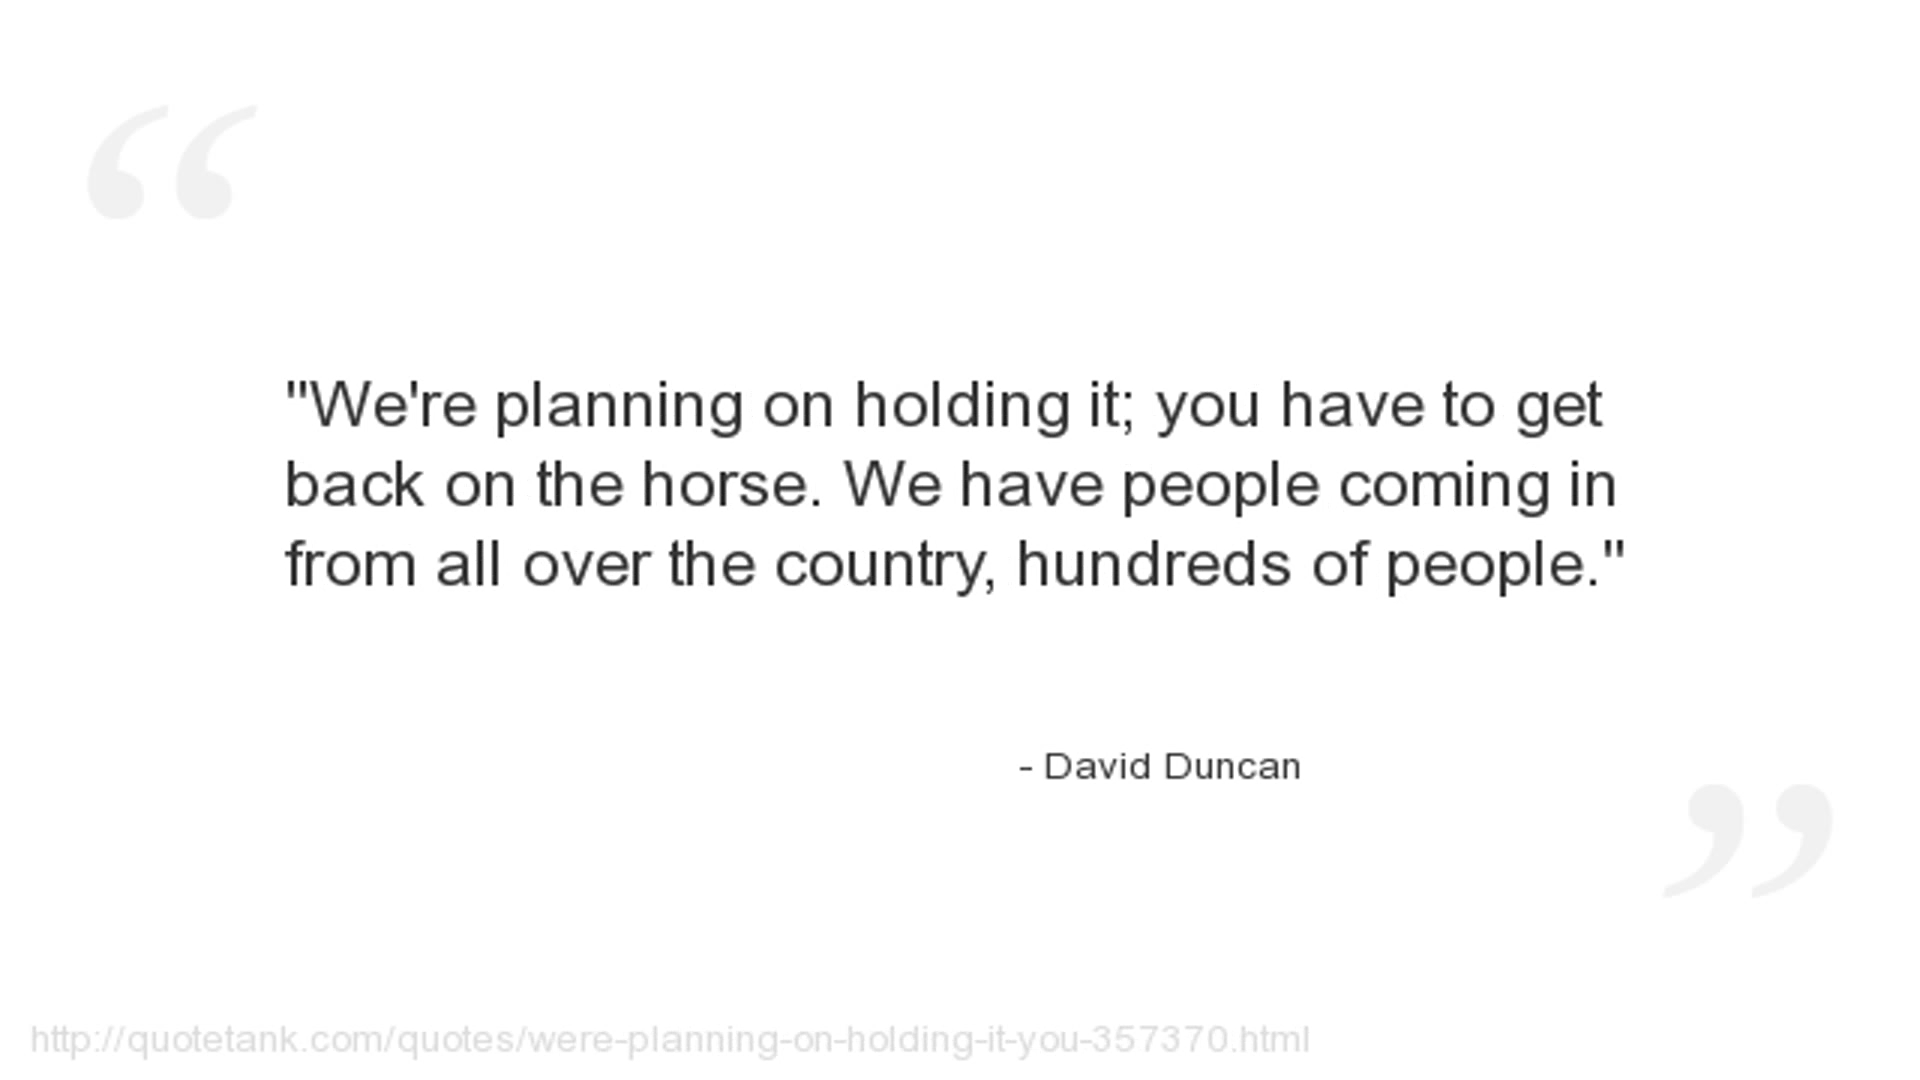 "We're planning on holding it; you have to get
back on the horse. We have people coming in
from all over the country, hundreds of people."
- David Duncan
http://quotetank.com/quotes/were-planning-on-holding-it-you-357370.html